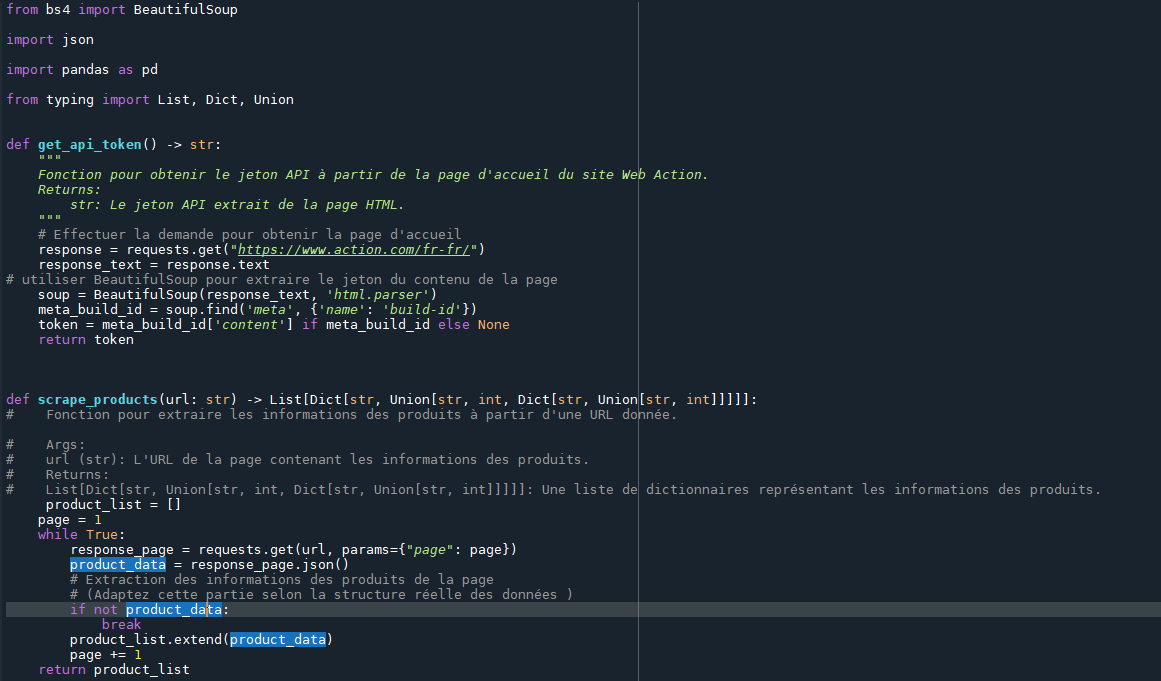 from bs4 import BeautifulSoup
import json
import pandas as pd
from typing import List, Dict, Union
def get_api_token() -> str:
    """
    Fonction pour obtenir le jeton API à partir de la page d'accueil du site Web Action.
    Returns:
        str: Le jeton API extrait de la page HTML.
    """
    # Effectuer la demande pour obtenir la page d'accueil
    response = requests.get("https://www.action.com/fr-fr/")
    response_text = response.text
# utiliser BeautifulSoup pour extraire le jeton du contenu de la page
    soup = BeautifulSoup(response_text, 'html.parser')
    meta_build_id = soup.find('meta', {'name': 'build-id'})
    token = meta_build_id['content'] if meta_build_id else None
    return token
def scrape_products(url: str) -> List[Dict[str, Union[str, int, Dict[str, Union[str, int]]]]]:
#    Fonction pour extraire les informations des produits à partir d'une URL donnée.
#    Args:
#    url (str): L'URL de la page contenant les informations des produits.
#    Returns:
#    List[Dict[str, Union[str, int, Dict[str, Union[str, int]]]]]: Une liste de dictionnaires représentant les informations des produits.
     product_list = []
    page = 1
    while True:
        response_page = requests.get(url, params={"page": page})
        product_data = response_page.json()
        # Extraction des informations des produits de la page
        # (Adaptez cette partie selon la structure réelle des données )
        if not product_data:
            break
        product_list.extend(product_data)
        page += 1
    return product_list